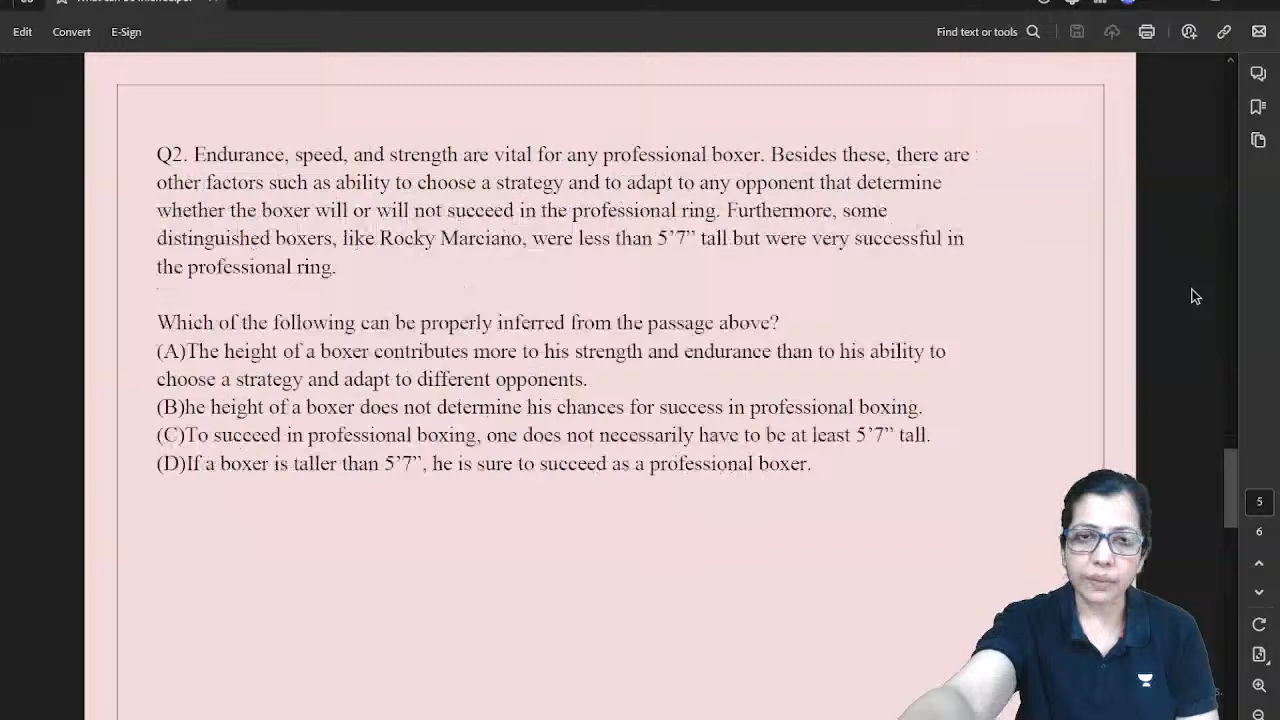 Edit Convert E-Sign Find text or tools
Q2. Endurance, speed, and strength are vital for any professional boxer. Besides these, there are
other factors such as ability to choose a strategy and to adapt to any opponent that determine
whether the boxer will or will not succeed in the professional ring. Furthermore, some
distinguished boxers, like Rocky Marciano, were less than 5’7” tall but were very successful in
the professional ring.
Which of the following can be properly inferred from the passage above?
(A)The height of a boxer contributes more to his strength and endurance than to his ability to
choose a strategy and adapt to different opponents.
(B)he height of a boxer does not determine his chances for success in professional boxing.
(C)To succeed in professional boxing, one does not necessarily have to be at least 5’7” tall.
(D)If a boxer is taller than 5’7”, he is sure to succeed as a professional boxer.
5
6